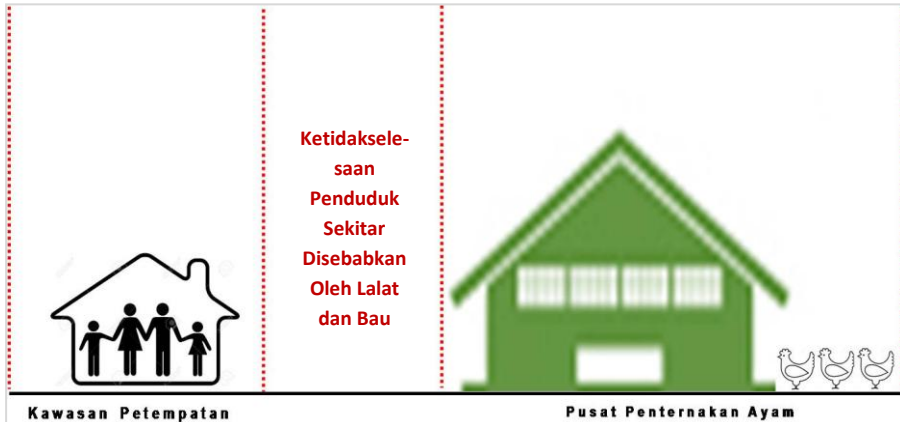 Ketidaksele-
saan
Penduduk
Sekitar
Disebabkan
Oleh Lalat
dan Bau
Kawasan Petempatan
Pusat Penternakan Ayam